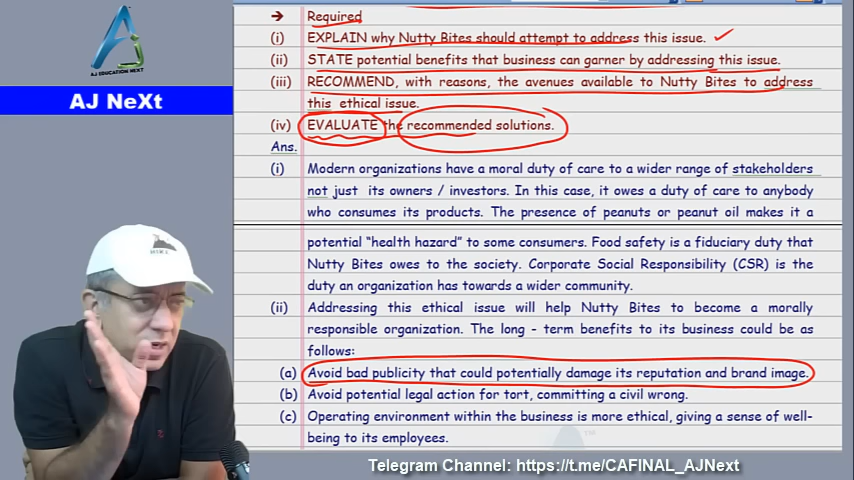 AJ EDUCATION NEXT
AJ NeXt
➔ Required
(i) EXPLAIN why Nutty Bites should attempt to address this issue.
(ii) STATE potential benefits that business can garner by addressing this issue.
(iii) RECOMMEND, with reasons, the avenues available to Nutty Bites to address
this ethical issue.
(iv) EVALUATE the recommended solutions.
Ans.
(i) Modern organizations have a moral duty of care to a wider range of stakeholders
not just its owners / investors. In this case, it owes a duty of care to anybody
who consumes its products. The presence of peanuts or peanut oil makes it a
potential “health hazard” to some consumers. Food safety is a fiduciary duty that
Nutty Bites owes to the society. Corporate Social Responsibility (CSR) is the
duty an organization has towards a wider community.
(ii) Addressing this ethical issue will help Nutty Bites to become a morally
responsible organization. The long - term benefits to its business could be as
follows:
(a) Avoid bad publicity that could potentially damage its reputation and brand image.
(b) Avoid potential legal action for tort, committing a civil wrong.
(c) Operating environment within the business is more ethical, giving a sense of well-
being to its employees.
Telegram Channel: https://t.me/CAFINAL_AJNext